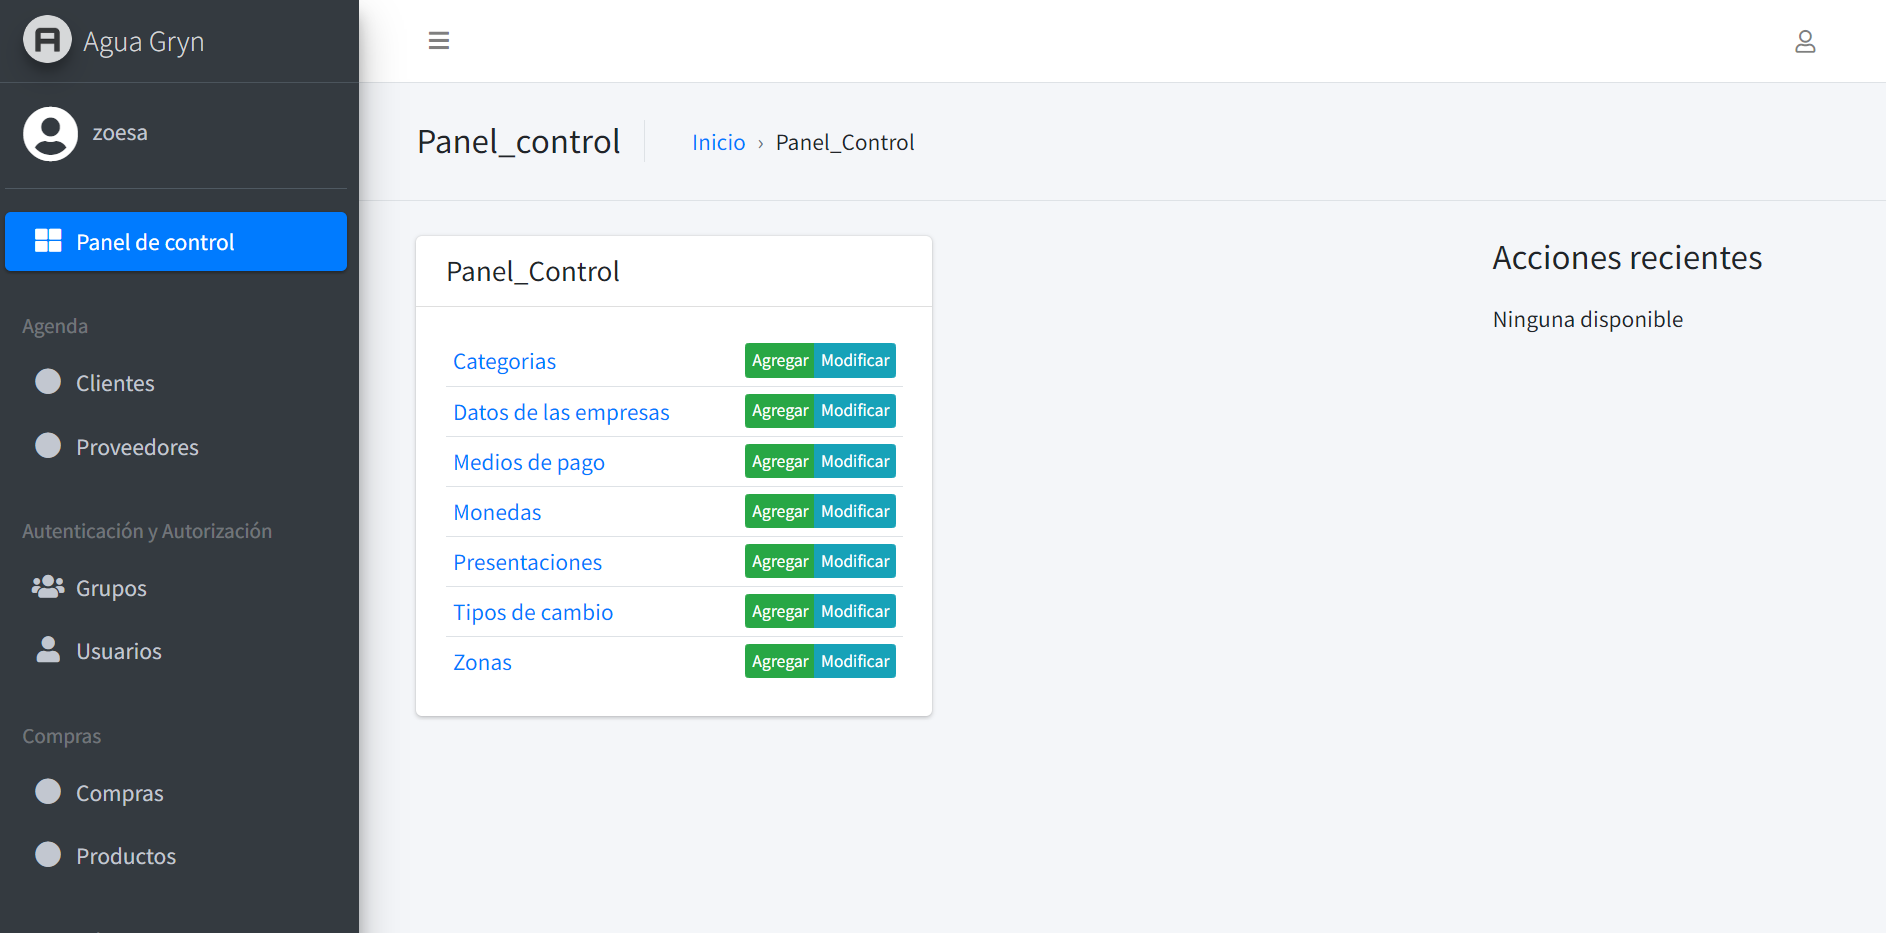 Agua Gryn
zoesa
Panel de control
Agenda
Clientes
Proveedores
Autenticación y Autorización
Grupos
Usuarios
Compras
Compras
Productos
Panel_control
Inicio › Panel_Control
Panel_Control
Categorias Agregar Modificar
Datos de las empresas Agregar Modificar
Medios de pago Agregar Modificar
Monedas Agregar Modificar
Presentaciones Agregar Modificar
Tipos de cambio Agregar Modificar
Zonas Agregar Modificar
Acciones recientes
Ninguna disponible